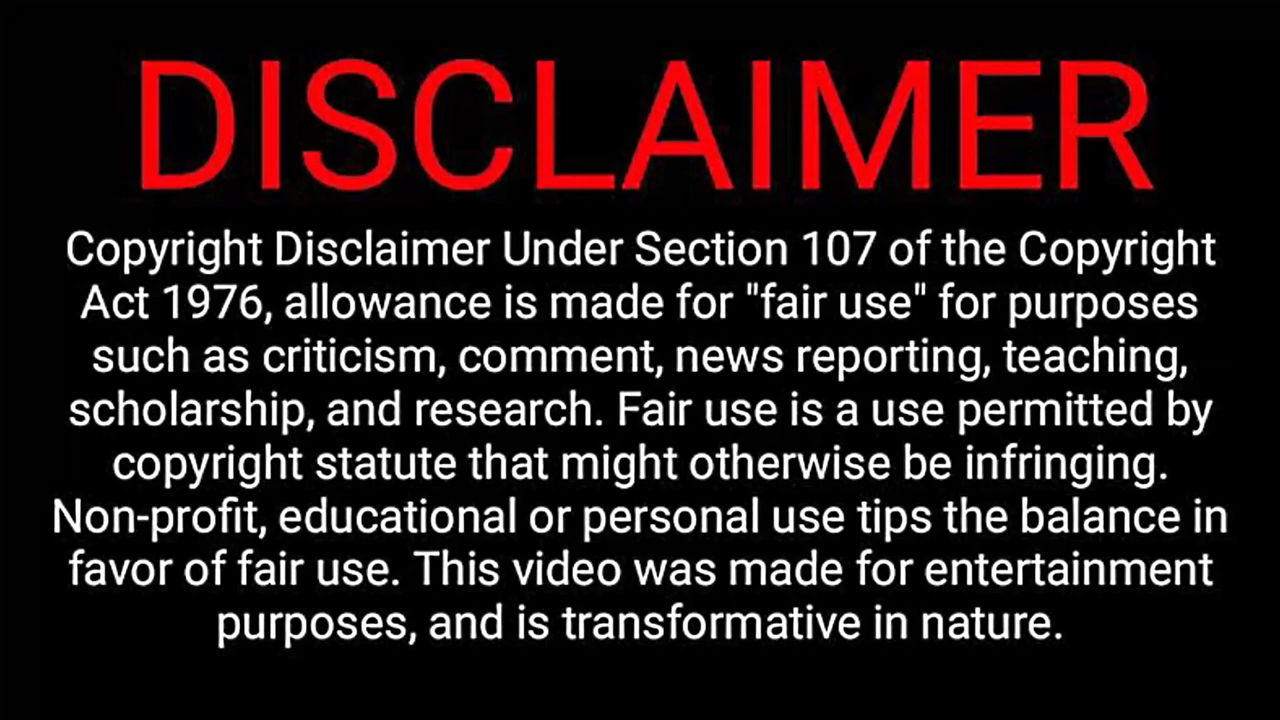 DISCLAIMER
Copyright Disclaimer Under Section 107 of the Copyright
Act 1976, allowance is made for "fair use" for purposes
such as criticism, comment, news reporting, teaching,
scholarship, and research. Fair use is a use permitted by
copyright statute that might otherwise be infringing.
Non-profit, educational or personal use tips the balance in
favor of fair use. This video was made for entertainment
purposes, and is transformative in nature.